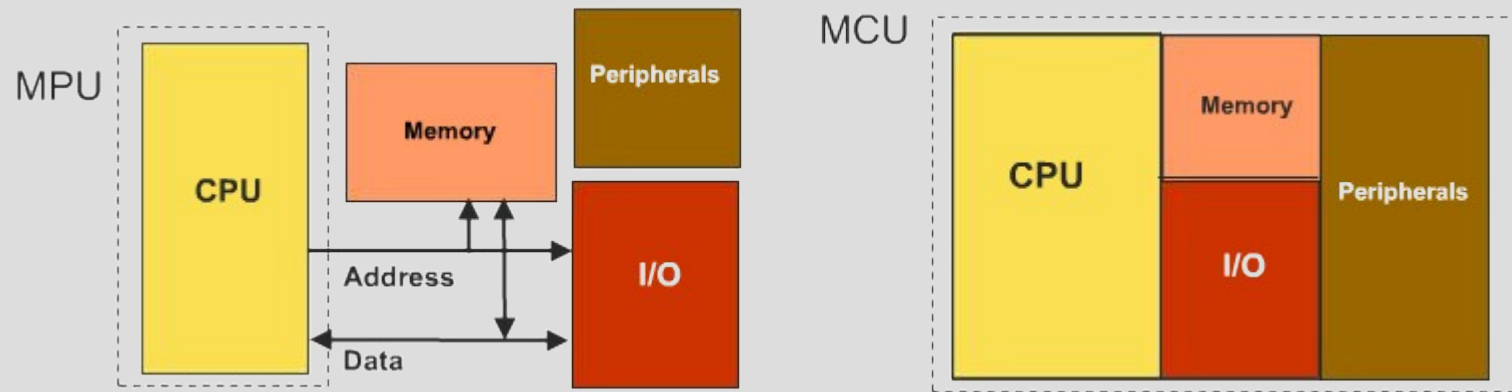 MPU
CPU
Memory
Peripherals
I/O
Address
Data
MCU
CPU
Memory
I/O
Peripherals